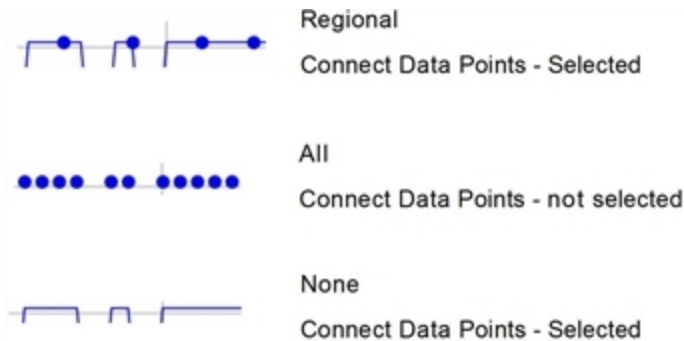 Regional
Connect Data Points - Selected
All
Connect Data Points - not selected
None
Connect Data Points - Selected